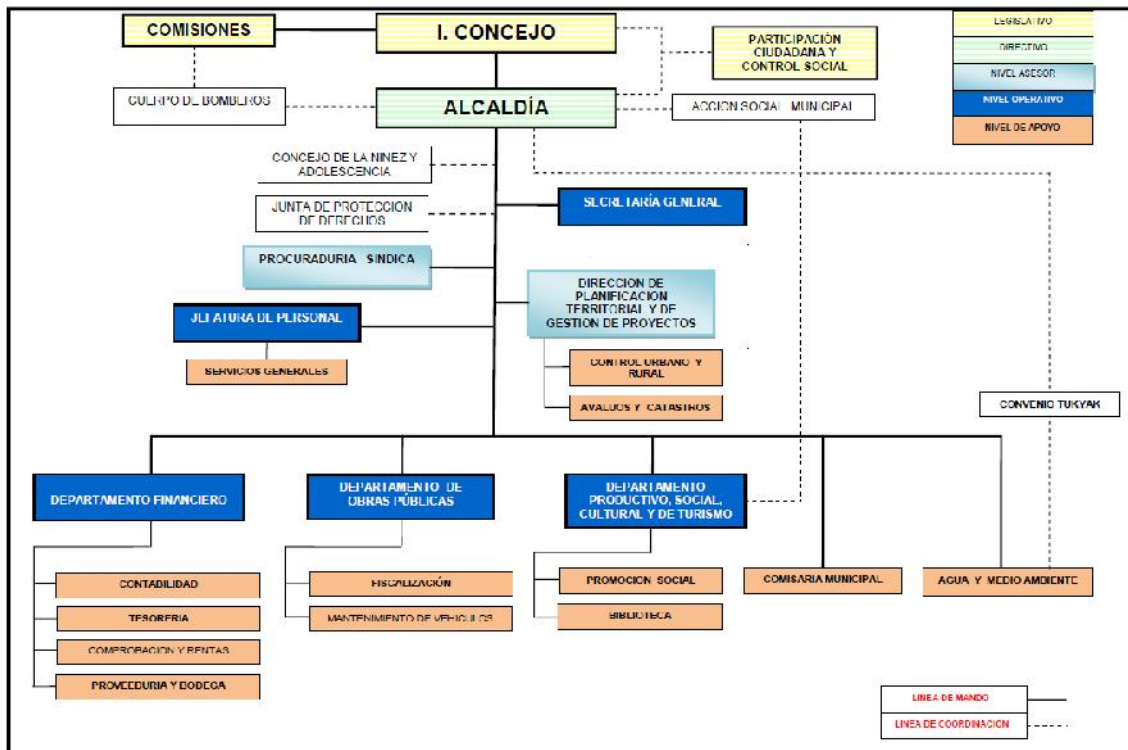 COMISIONES
I. CONCEJO
PARTICIPACIÓN
CIUDADANA Y
CONTROL SOCIAL
LEGISLATIVO
DIRECTIVO
NIVEL ASESOR
NIVEL OPERATIVO
NIVEL DE APOYO
CUERPO DE BOMBEROS
ALCALDÍA
ACCION SOCIAL MUNICIPAL
CONCEJO DE LA NINEZ Y
ADOLESCENCIA
JUNTA DE PROTECCION
DE DERECHOS
SECRETARÍA GENERAL
PROCURADURIA SINDICA
DIRECCION DE
PLANIFICACION
TERRITORIAL Y DE
GESTION DE PROYECTOS
JEFATURA DE PERSONAL
SERVICIOS GENERALES
CONTROL URBANO Y
RURAL
AVALUOS Y CATASTROS
CONVENIO TUKYAK
DEPARTAMENTO FINANCIERO
DEPARTAMENTO DE
OBRAS PÚBLICAS
DEPARTAMENTO
PRODUCTIVO, SOCIAL,
CULTURAL Y DE TURISMO
CONTABILIDAD
TESORERIA
COMPROBACION Y RENTAS
PROVEEDURIA Y BODEGA
FISCALIZACIÓN
MANTENIMIENTO DE VEHICULOS
PROMOCION SOCIAL
BIBLIOTECA
COMISARIA MUNICIPAL
AGUA Y MEDIO AMBIENTE
LINEA DE MANDO
LINEA DE COORDINACION